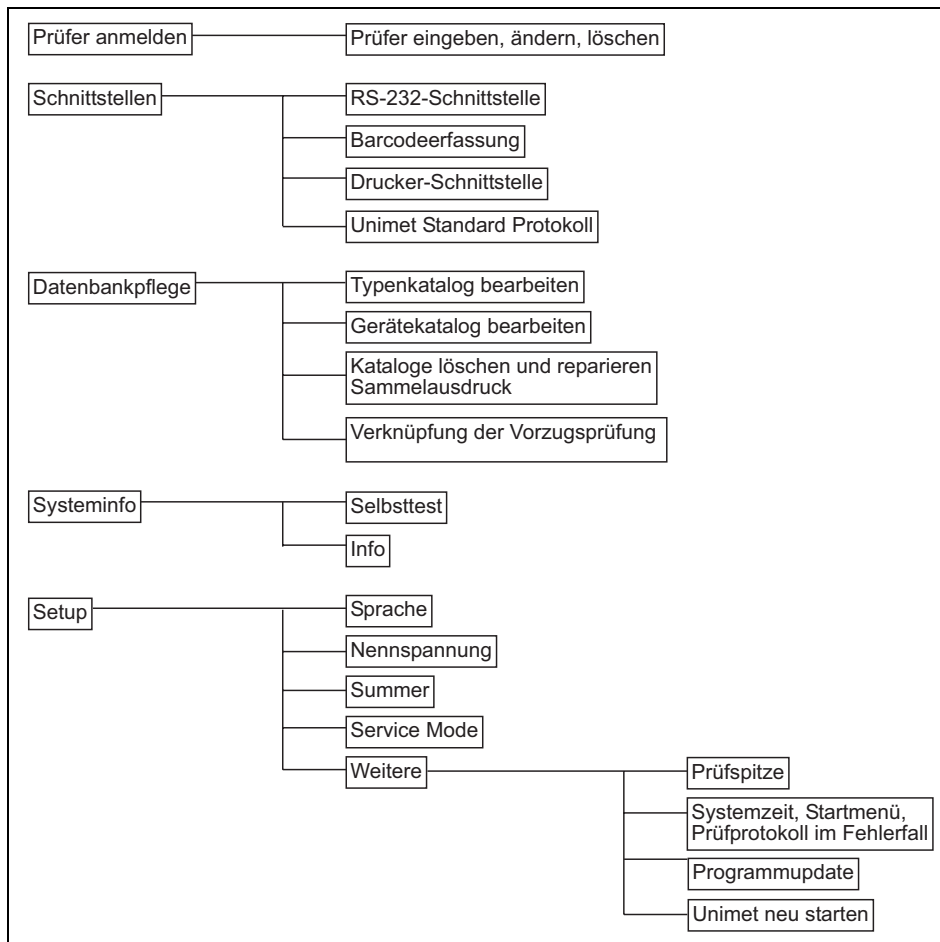 Prüfer anmelden
Prüfer eingeben, ändern, löschen
Schnittstellen
RS-232-Schnittstelle
Barcodeerfassung
Drucker-Schnittstelle
Unimet Standard Protokoll
Datenbankpflege
Typenkatalog bearbeiten
Gerätekatalog bearbeiten
Kataloge löschen und reparieren
Sammelausdruck
Verknüpfung der Vorzugsprüfung
Systeminfo
Selbsttest
Info
Setup
Sprache
Nennspannung
Summer
Service Mode
Weitere
Prüfspitze
Systemzeit, Startmenü,
Prüfprotokoll im Fehlerfall
Programmupdate
Unimet neu starten